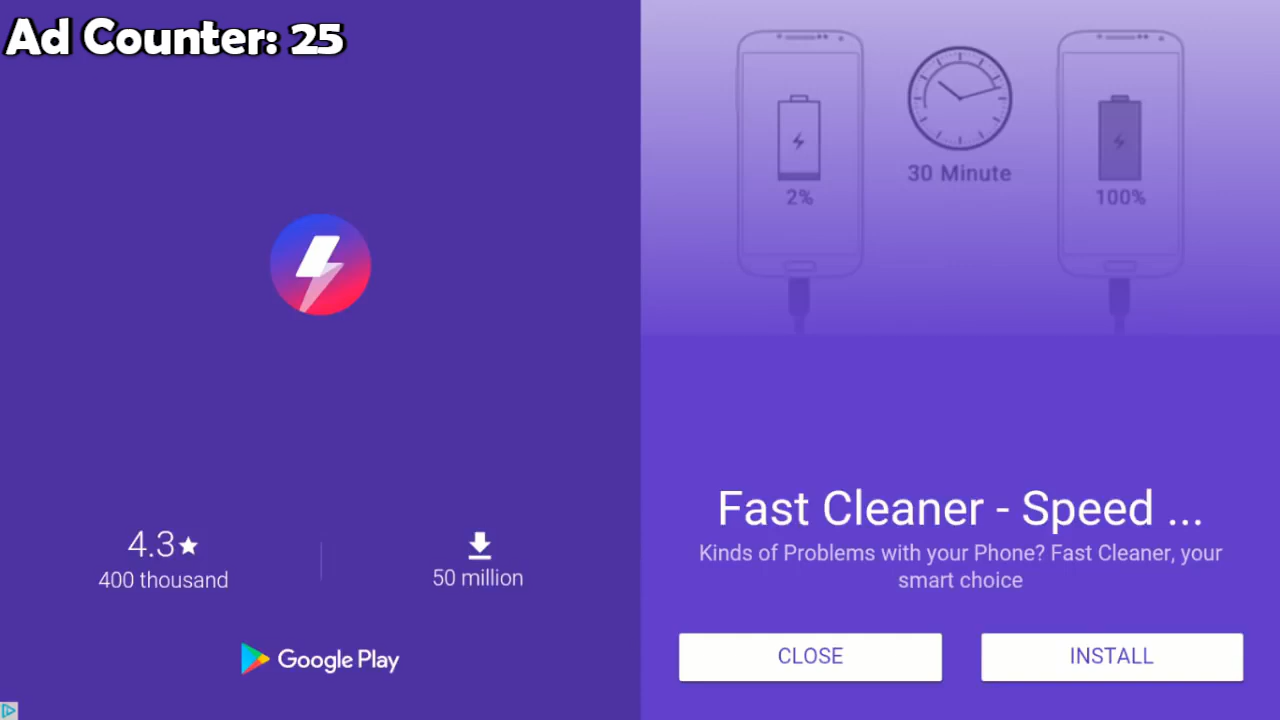 Ad Counter: 25
30 Minute
2%
100%
4.3★
400 thousand
50 million
Google Play
Fast Cleaner - Speed ...
Kinds of Problems with your Phone? Fast Cleaner, your
smart choice
CLOSE
INSTALL